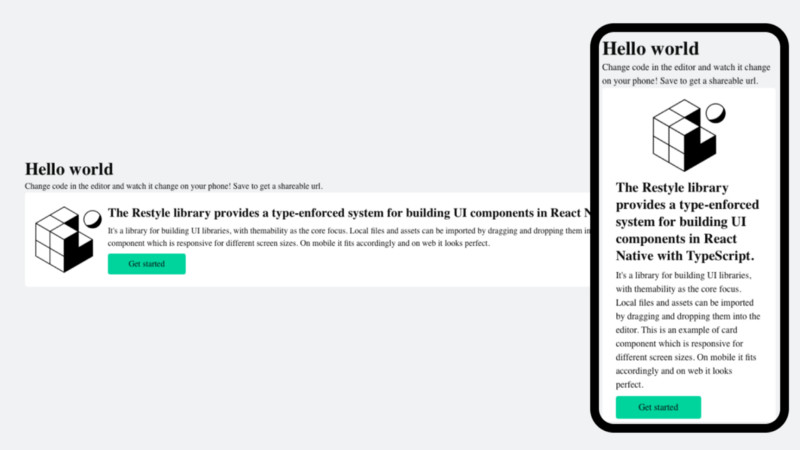 Hello world
Change code in the editor and watch it change on your phone! Save to get a shareable url.
The Restyle library provides a type-enforced system for building UI components in React N
It's a library for building UI libraries, with themability as the core focus. Local files and assets can be imported by dragging and dropping them in
component which is responsive for different screen sizes. On mobile it fits accordingly and on web it looks perfect.
Get started
Hello world
Change code in the editor and watch it change
on your phone! Save to get a shareable url.
The Restyle library
provides a type-enforced
system for building UI
components in React
Native with TypeScript.
It's a library for building UI libraries,
with themability as the core focus.
Local files and assets can be imported
by dragging and dropping them into the
editor. This is an example of card
component which is responsive for
different screen sizes. On mobile it fits
accordingly and on web it looks
perfect.
Get started